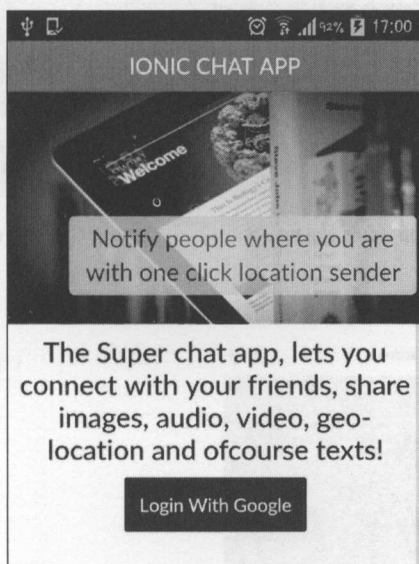 92% 17:00
IONIC CHAT APP
Welcome
Notify people where you are
with one click location sender
The Super chat app, lets you
connect with your friends, share
images, audio, video, geo-
location and ofcourse texts!
Login With Google